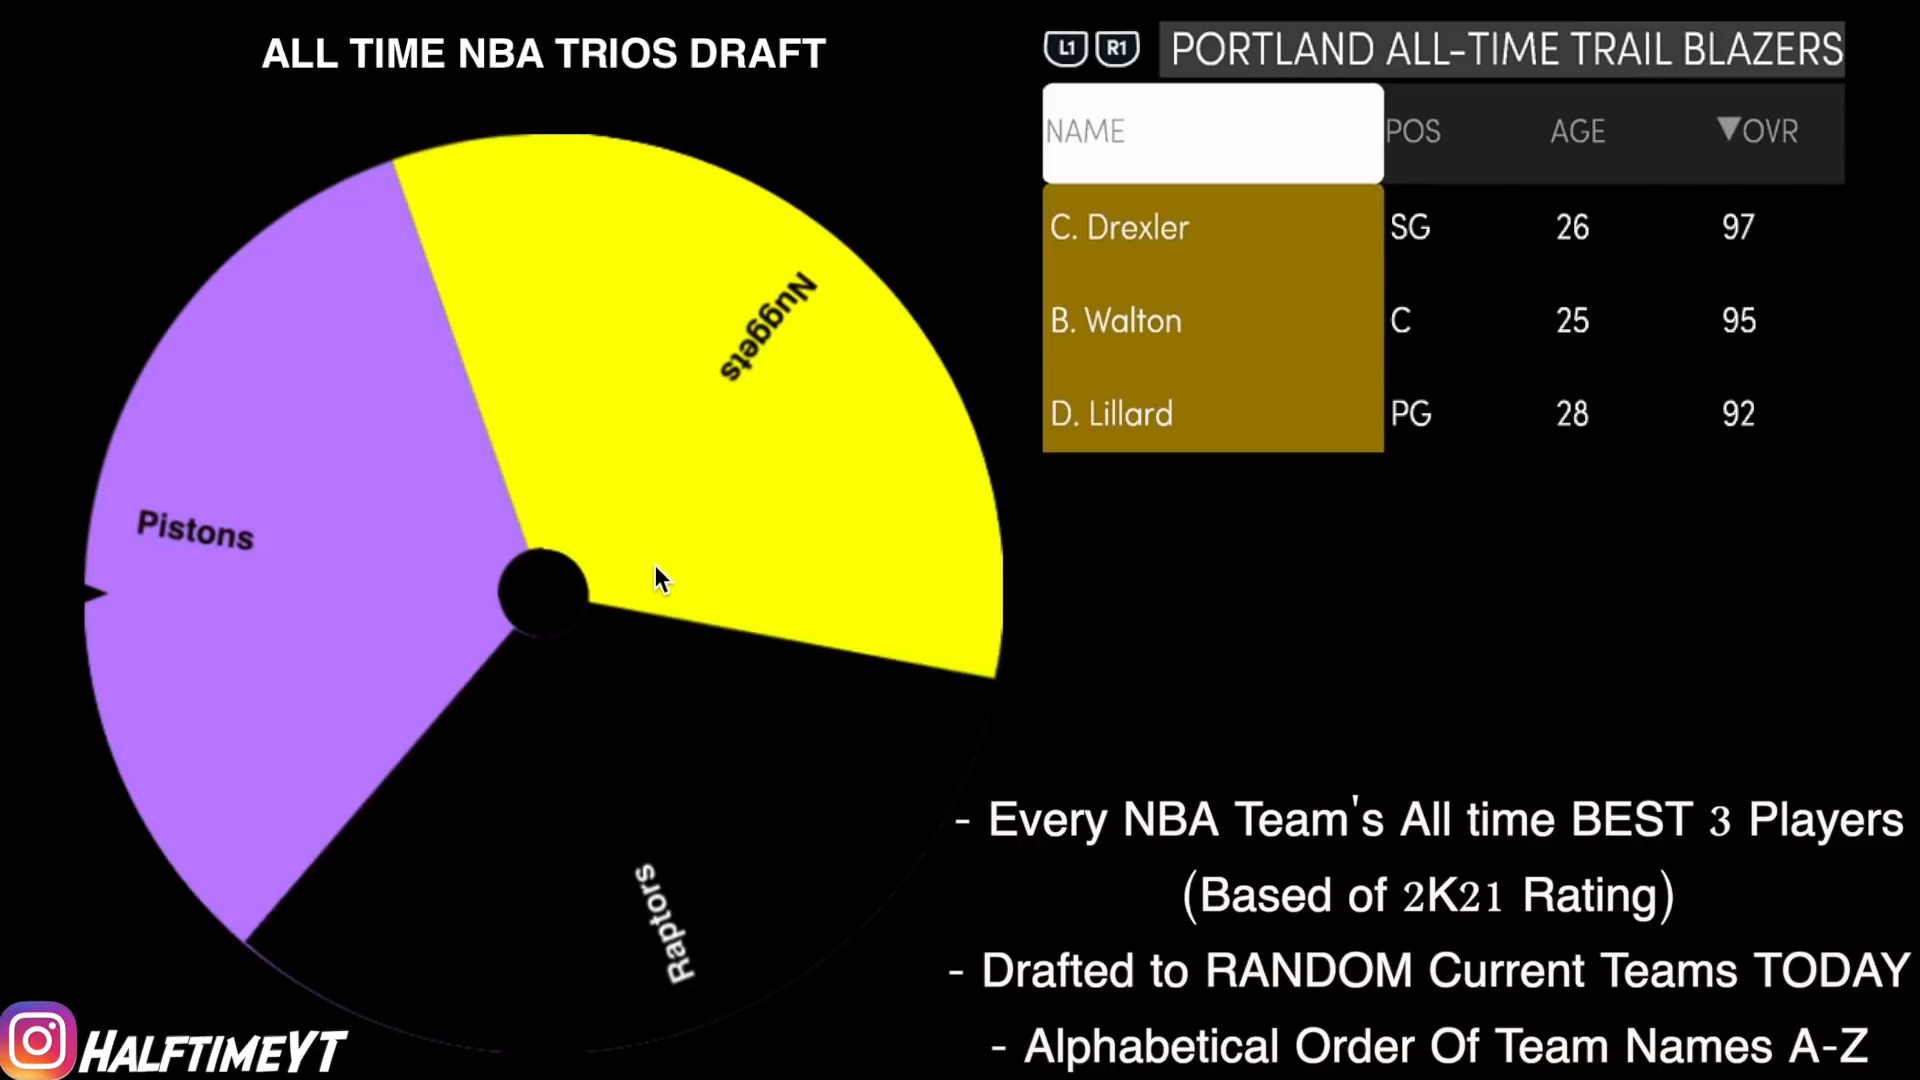 ALL TIME NBA TRIOS DRAFT
L1 R1 PORTLAND ALL-TIME TRAIL BLAZERS
NAME POS AGE ▼OVR
C. Drexler SG 26 97
B. Walton C 25 95
D. Lillard PG 28 92
Nuggets
Pistons
Raptors
- Every NBA Team's All time BEST 3 Players
(Based of 2K21 Rating)
- Drafted to RANDOM Current Teams TODAY
- Alphabetical Order Of Team Names A-Z
HALFTIMEYT